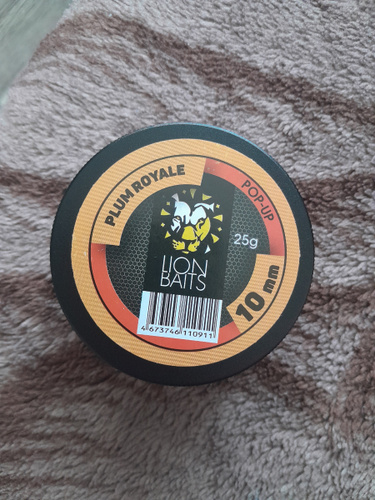 PLUM ROYALE
POP-UP
25g
10 mm
LION
BAITS
4 673746 110911